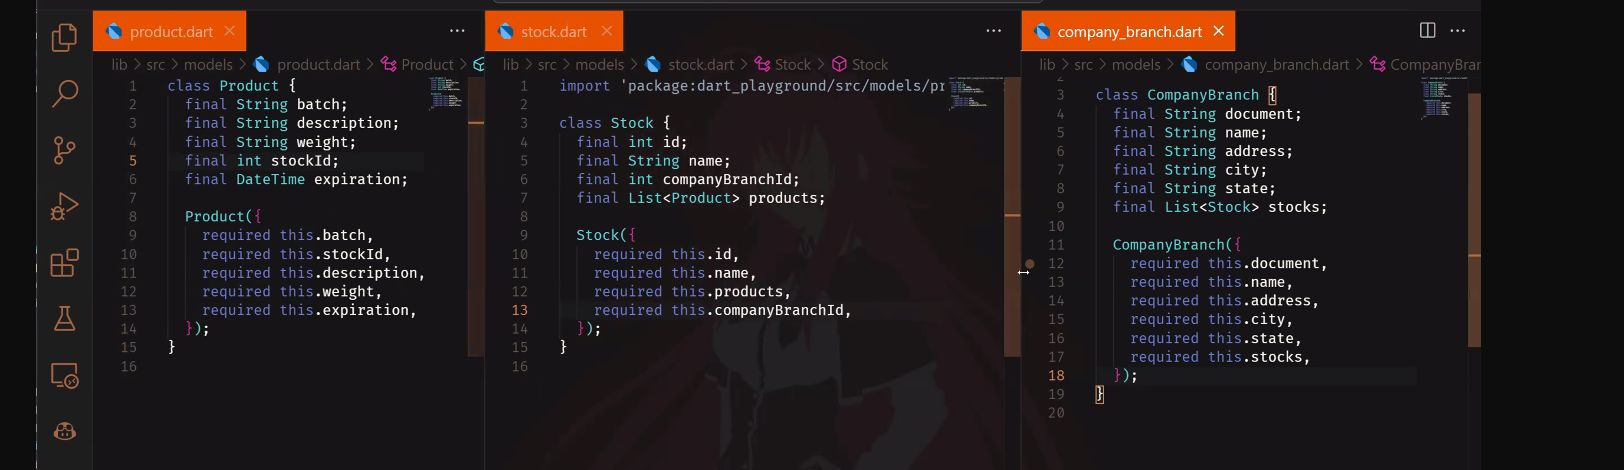 product.dart
lib > src > models > product.dart > Product
1 class Product {
2 final String batch;
3 final String description;
4 final String weight;
5 final int stockId;
6 final DateTime expiration;
7
8 Product({
9 required this.batch,
10 required this.stockId,
11 required this.description,
12 required this.weight,
13 required this.expiration,
14 });
15 }
16
stock.dart
lib > src > models > stock.dart > Stock > Stock
1 import 'package:dart_playground/src/models/pr
2
3 class Stock {
4 final int id;
5 final String name;
6 final int companyBranchId;
7 final List<Product> products;
8
9 Stock({
10 required this.id,
11 required this.name,
12 required this.products,
13 required this.companyBranchId,
14 });
15 }
16
company_branch.dart
lib > src > models > company_branch.dart > CompanyBran
3 class CompanyBranch {
4 final String document;
5 final String name;
6 final String address;
7 final String city;
8 final String state;
9 final List<Stock> stocks;
10
11 CompanyBranch({
12 required this.document,
13 required this.name,
14 required this.address,
15 required this.city,
16 required this.state,
17 required this.stocks,
18 });
19 }
20